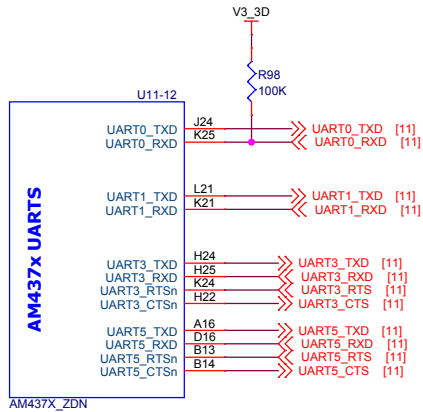 V3_3D
R98
100K
U11-12
UART0_TXD J24 UART0_TXD [11]
UART0_RXD K25 UART0_RXD [11]
UART1_TXD L21 UART1_TXD [11]
UART1_RXD K21 UART1_RXD [11]
AM437x UARTS
UART3_TXD H24 UART3_TXD [11]
UART3_RXD H25 UART3_RXD [11]
UART3_RTSn K24 UART3_RTS [11]
UART3_CTSn H22 UART3_CTS [11]
UART5_TXD A16 UART5_TXD [11]
UART5_RXD D16 UART5_RXD [11]
UART5_RTSn B13 UART5_RTS [11]
UART5_CTSn B14 UART5_CTS [11]
AM437X_ZDN